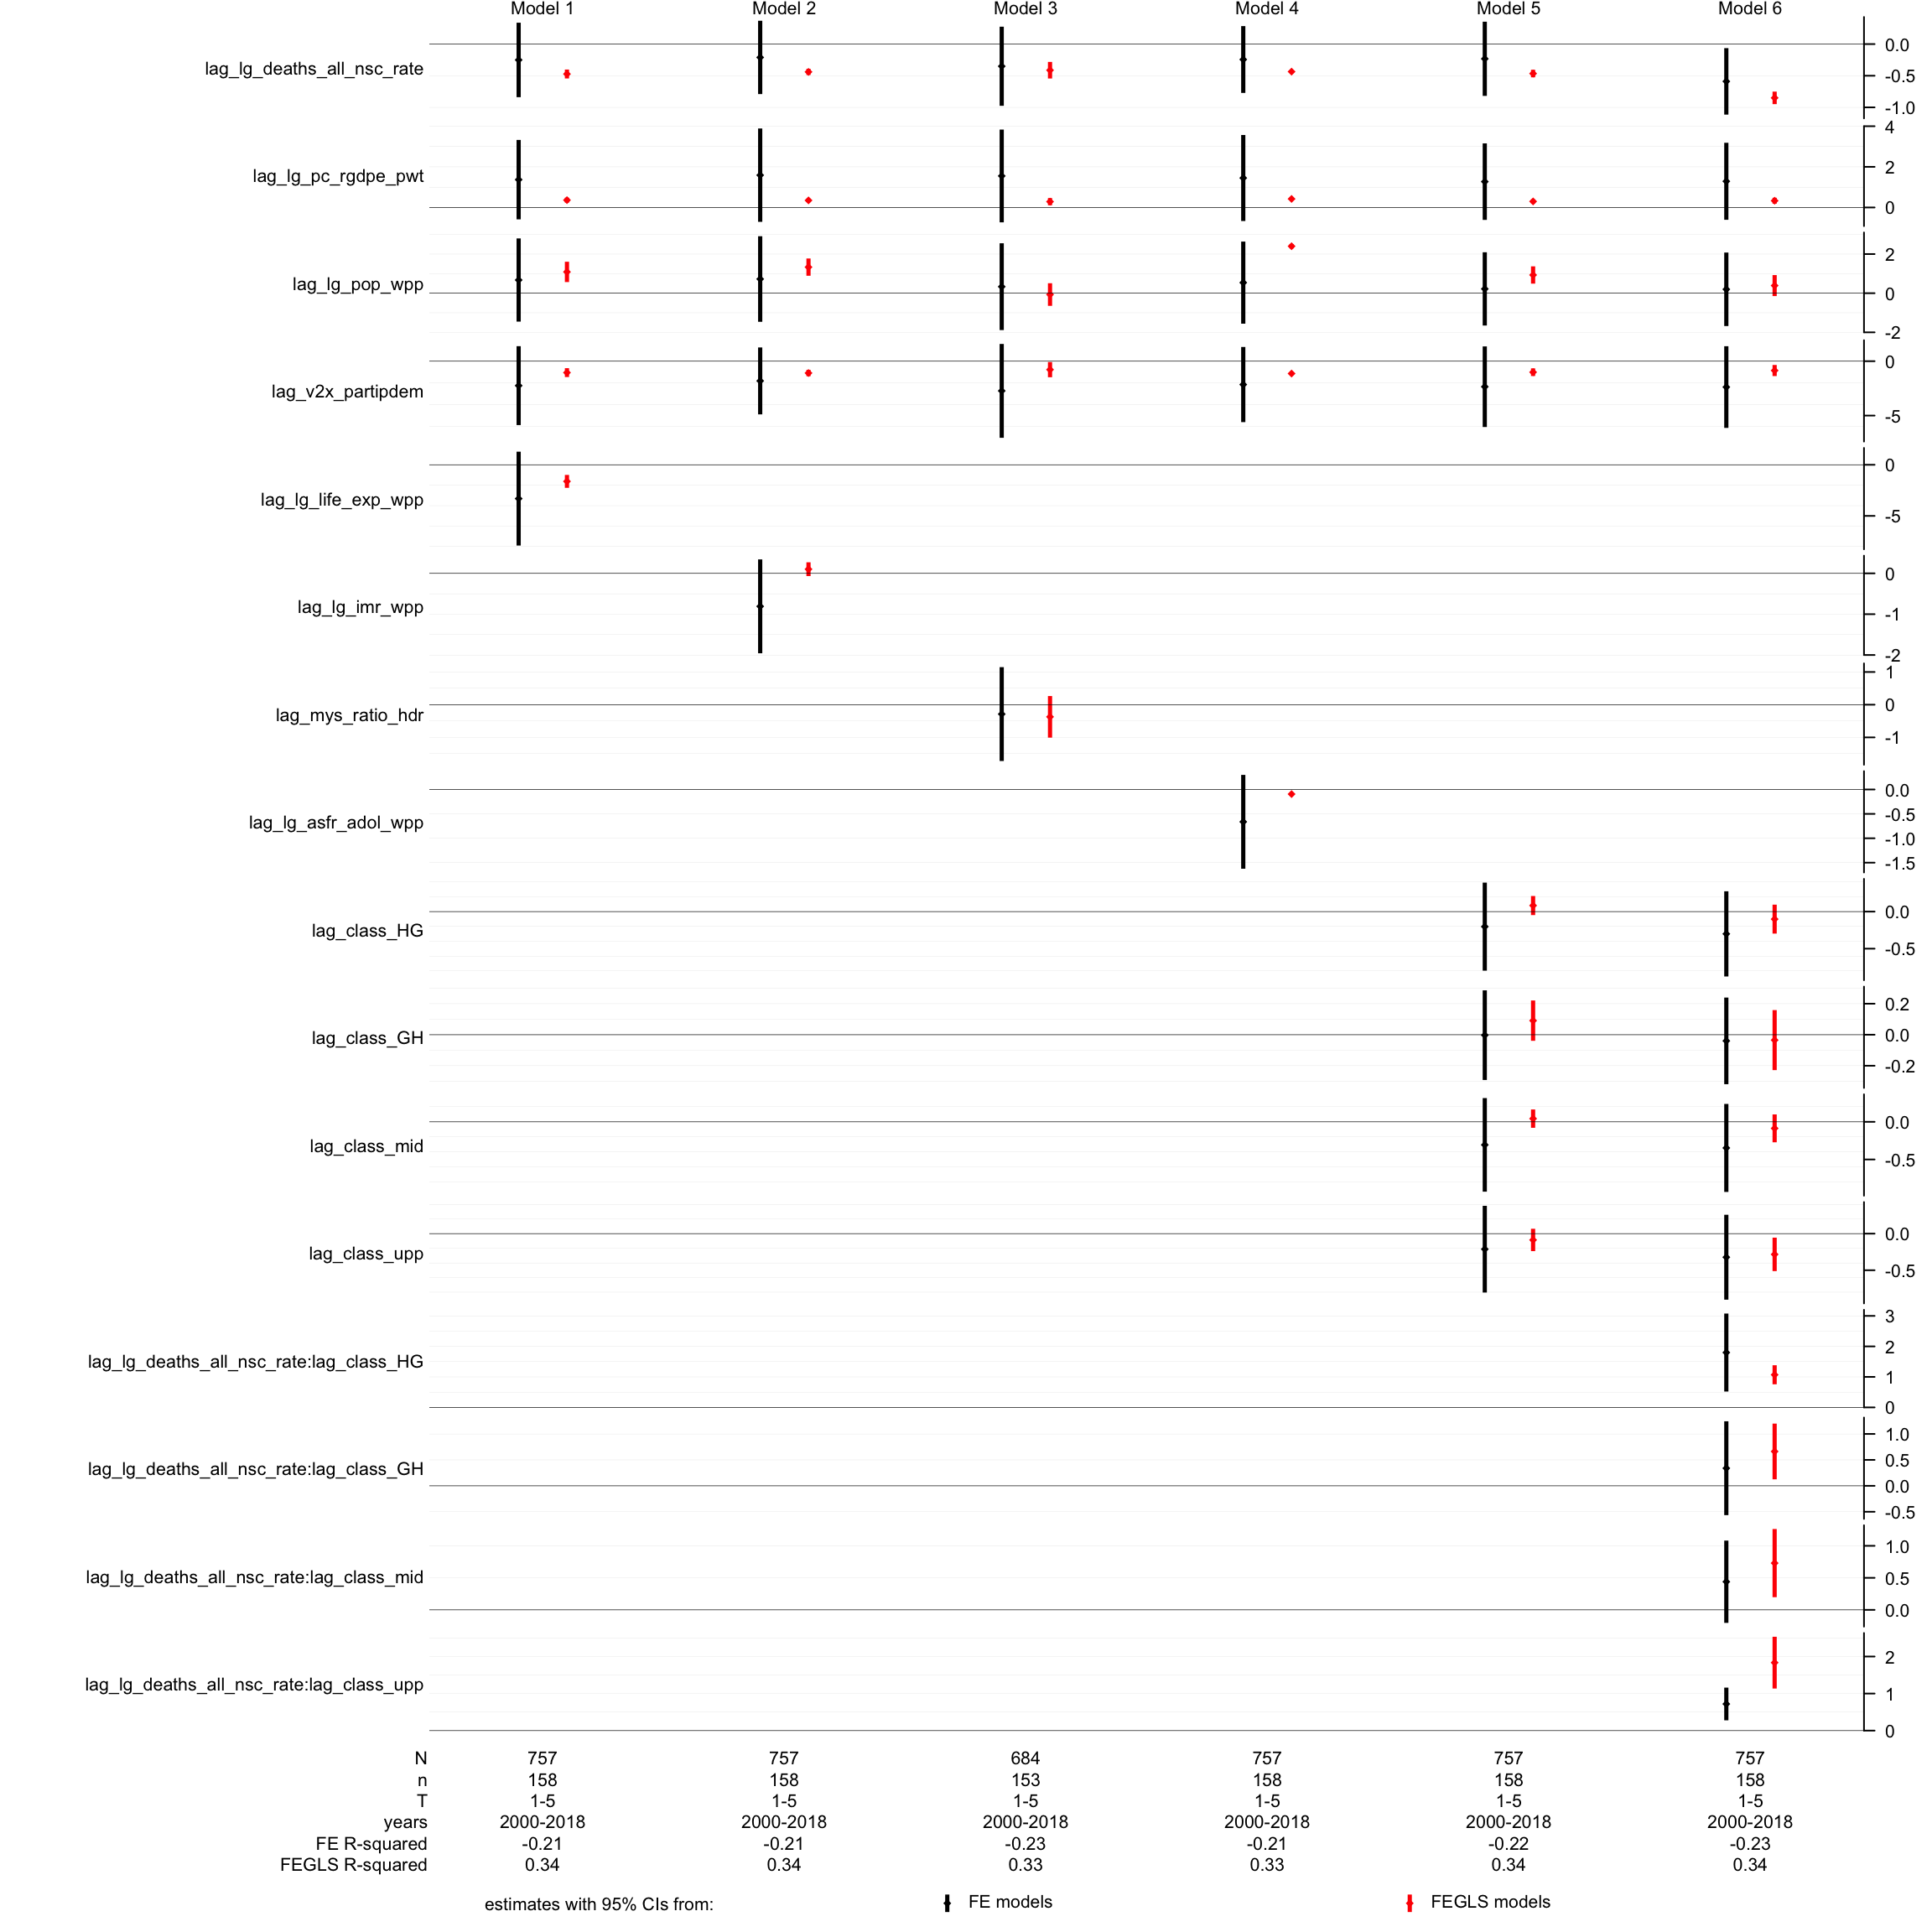 Model 1 Model 2 Model 3 Model 4 Model 5 Model 6
lag_lg_deaths_all_nsc_rate
0.0
-0.5
-1.0
lag_lg_pc_rgdpe_pwt
4
2
0
lag_lg_pop_wpp
2
0
-2
lag_v2x_partipdem
0
-5
lag_lg_life_exp_wpp
0
-5
lag_lg_imr_wpp
0
-1
-2
lag_mys_ratio_hdr
1
0
-1
lag_lg_asfr_adol_wpp
0.0
-0.5
-1.0
-1.5
lag_class_HG
0.0
-0.5
lag_class_GH
0.2
0.0
-0.2
lag_class_mid
0.0
-0.5
lag_class_upp
0.0
-0.5
lag_lg_deaths_all_nsc_rate:lag_class_HG
3
2
1
0
lag_lg_deaths_all_nsc_rate:lag_class_GH
1.0
0.5
0.0
-0.5
lag_lg_deaths_all_nsc_rate:lag_class_mid
1.0
0.5
0.0
lag_lg_deaths_all_nsc_rate:lag_class_upp
2
1
0
N 757 757 684 757 757 757
n 158 158 153 158 158 158
T 1-5 1-5 1-5 1-5 1-5 1-5
years 2000-2018 2000-2018 2000-2018 2000-2018 2000-2018 2000-2018
FE R-squared -0.21 -0.21 -0.23 -0.21 -0.22 -0.23
FEGLS R-squared 0.34 0.34 0.33 0.33 0.34 0.34
estimates with 95% CIs from: FE models FEGLS models